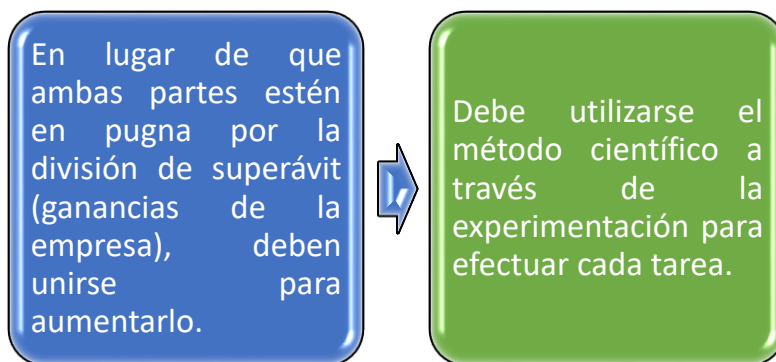 En lugar de que
ambas partes estén
en pugna por la
división de superávit
(ganancias de la
empresa), deben
unirse para
aumentarlo.
Debe utilizarse el
método científico a
través de la
experimentación para
efectuar cada tarea.